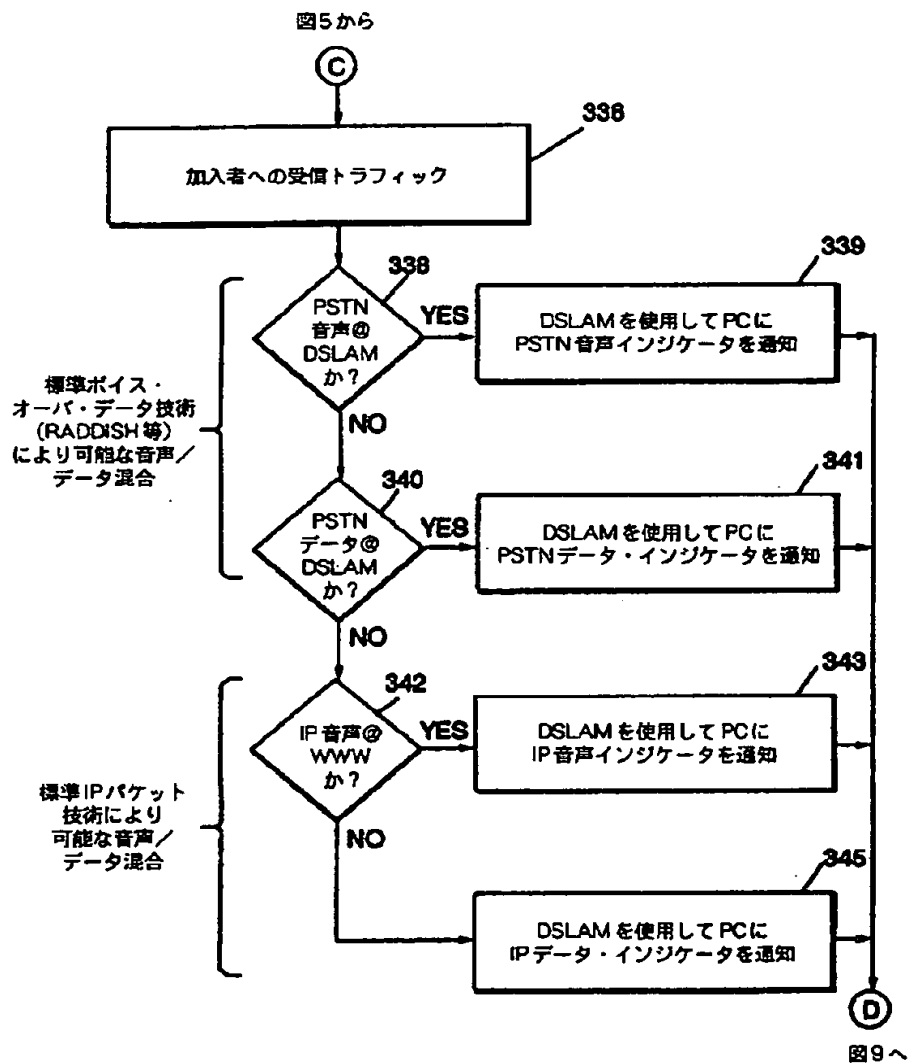 図5から
C
336
加入者への受信トラフィック
338
PSTN
音声@
DSLAM
か？
YES
NO
339
DSLAMを使用してPCに
PSTN音声インジケータを通知
標準ボイス・
オーバ・データ技術
(RADDISH等)
により可能な音声／
データ混合
340
PSTN
データ@
DSLAM
か？
YES
NO
341
DSLAMを使用してPCに
PSTNデータ・インジケータを通知
342
IP音声@
WWW
か？
YES
NO
343
DSLAMを使用してPCに
IP音声インジケータを通知
標準IPパケット
技術により
可能な音声／
データ混合
345
DSLAMを使用してPCに
IPデータ・インジケータを通知
D
図9へ